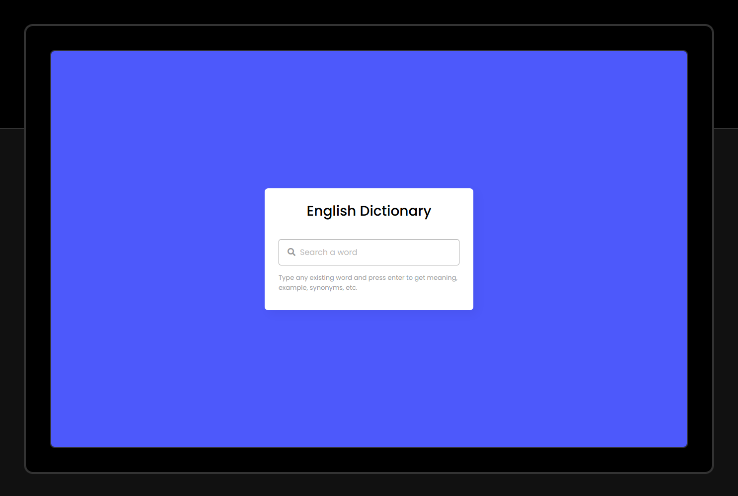 English Dictionary
Search a word
Type any existing word and press enter to get meaning,
example, synonyms, etc.